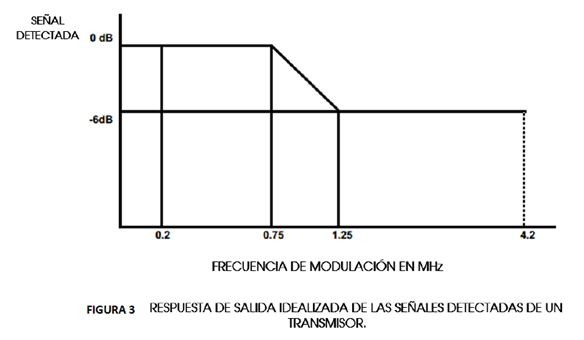 SEÑAL
DETECTADA
0 dB
-6dB
0.2
0.75
1.25
4.2
FRECUENCIA DE MODULACIÓN EN MHz
FIGURA 3 RESPUESTA DE SALIDA IDEALIZADA DE LAS SEÑALES DETECTADAS DE UN
TRANSMISOR.